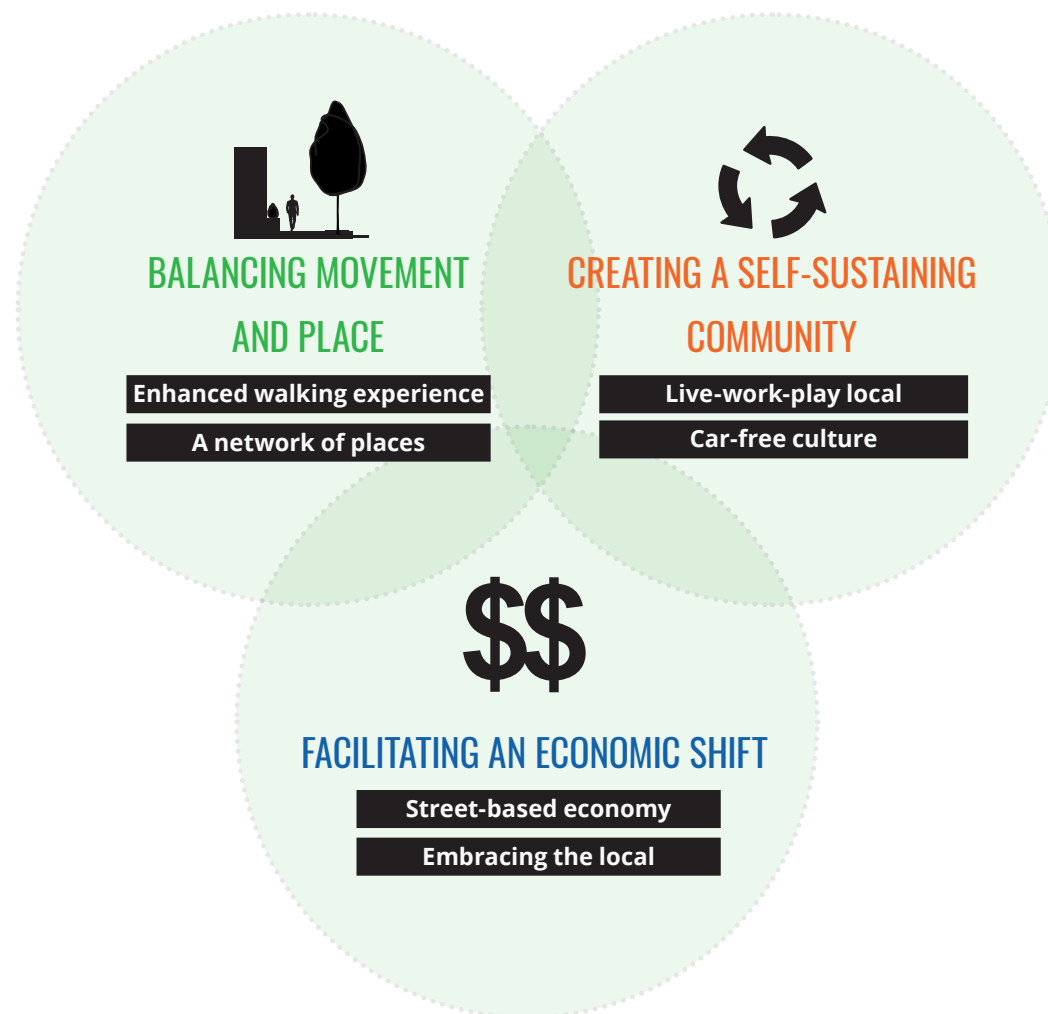 BALANCING MOVEMENT
AND PLACE
Enhanced walking experience
A network of places
CREATING A SELF-SUSTAINING
COMMUNITY
Live-work-play local
Car-free culture
$$
FACILITATING AN ECONOMIC SHIFT
Street-based economy
Embracing the local